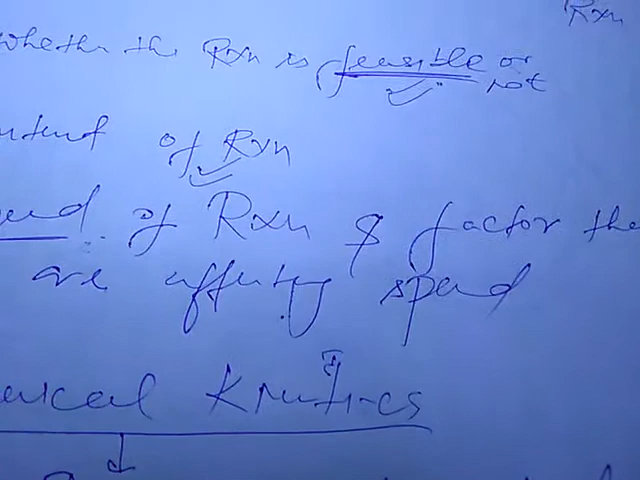 Rxn
whether the Rxn is feasible or
not
of Rxn
of Rxn & factor the
are affecting speed
Kinetics